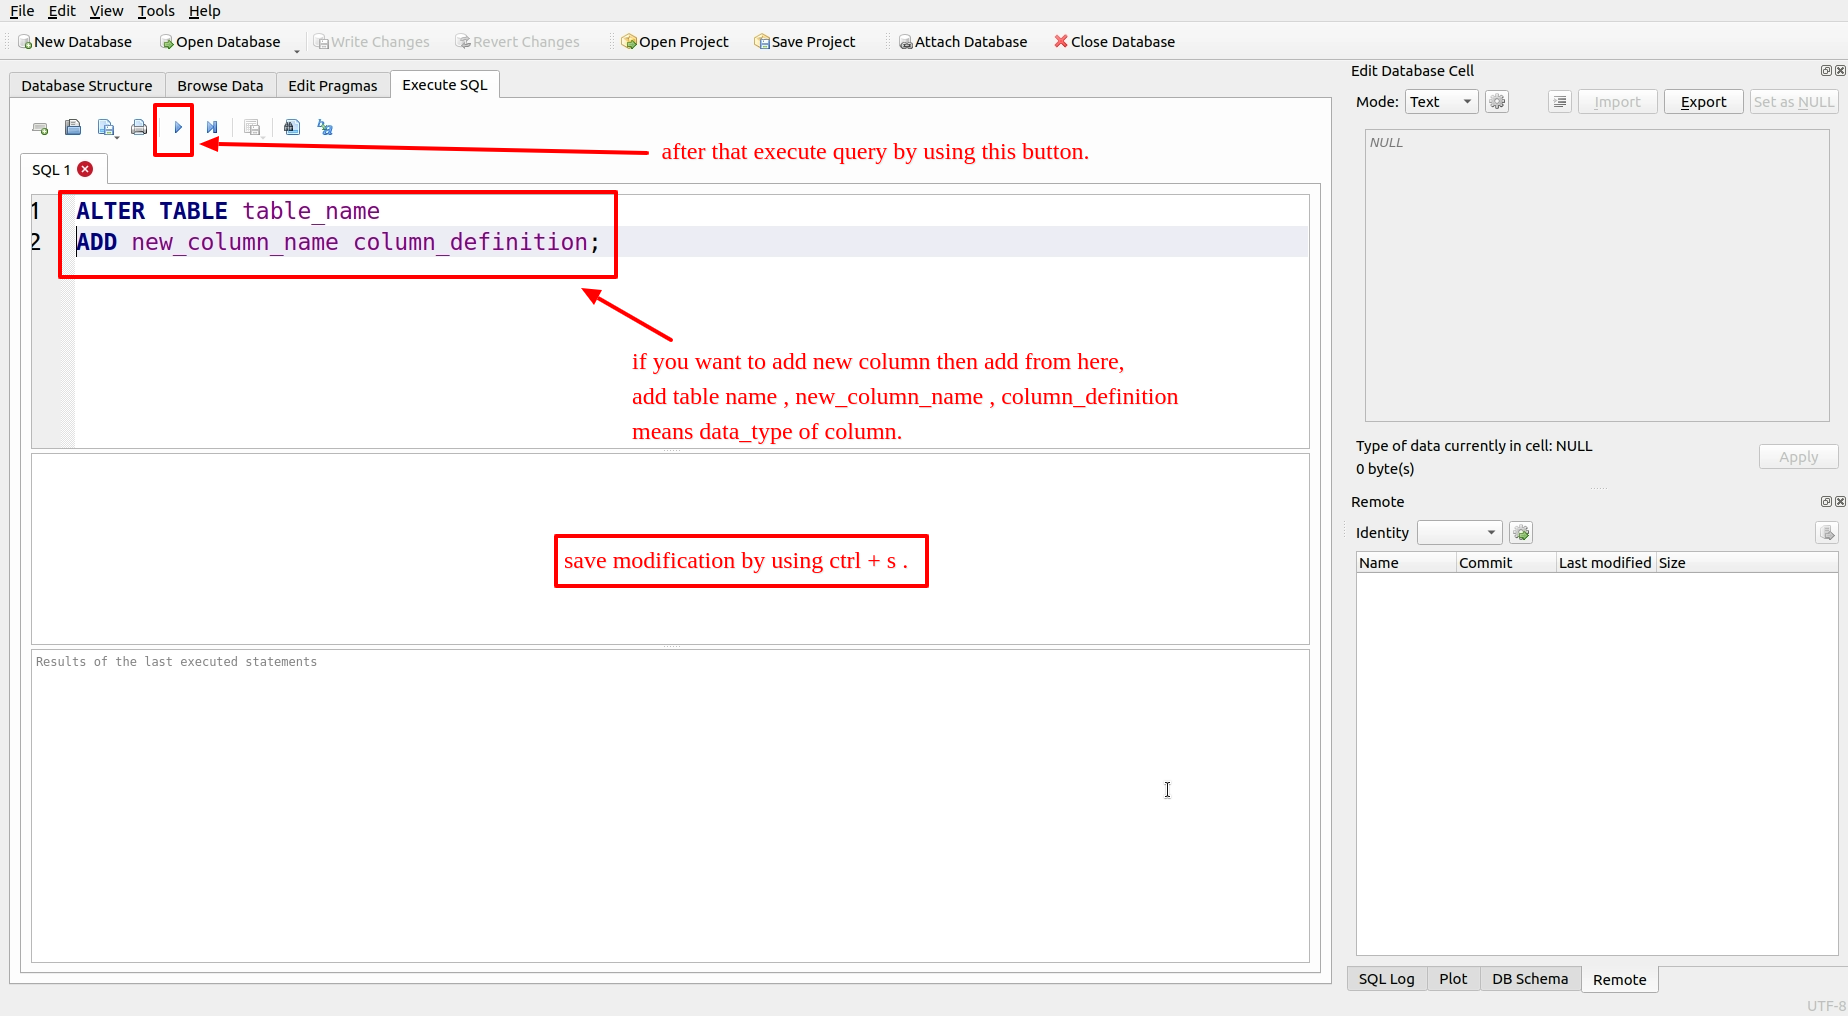 File Edit View Tools Help
New Database Open Database Write Changes Revert Changes Open Project Save Project Attach Database Close Database
Database Structure Browse Data Edit Pragmas Execute SQL
after that execute query by using this button.
SQL 1
1 ALTER TABLE table_name
2 ADD new_column_name column_definition;
if you want to add new column then add from here,
add table name , new_column_name , column_definition
means data_type of column.
save modification by using ctrl + s .
Results of the last executed statements
Edit Database Cell
Mode: Text Import Export Set as NULL
NULL
Type of data currently in cell: NULL
0 byte(s)
Apply
Remote
Identity
Name Commit Last modified Size
SQL Log Plot DB Schema Remote
UTF-8